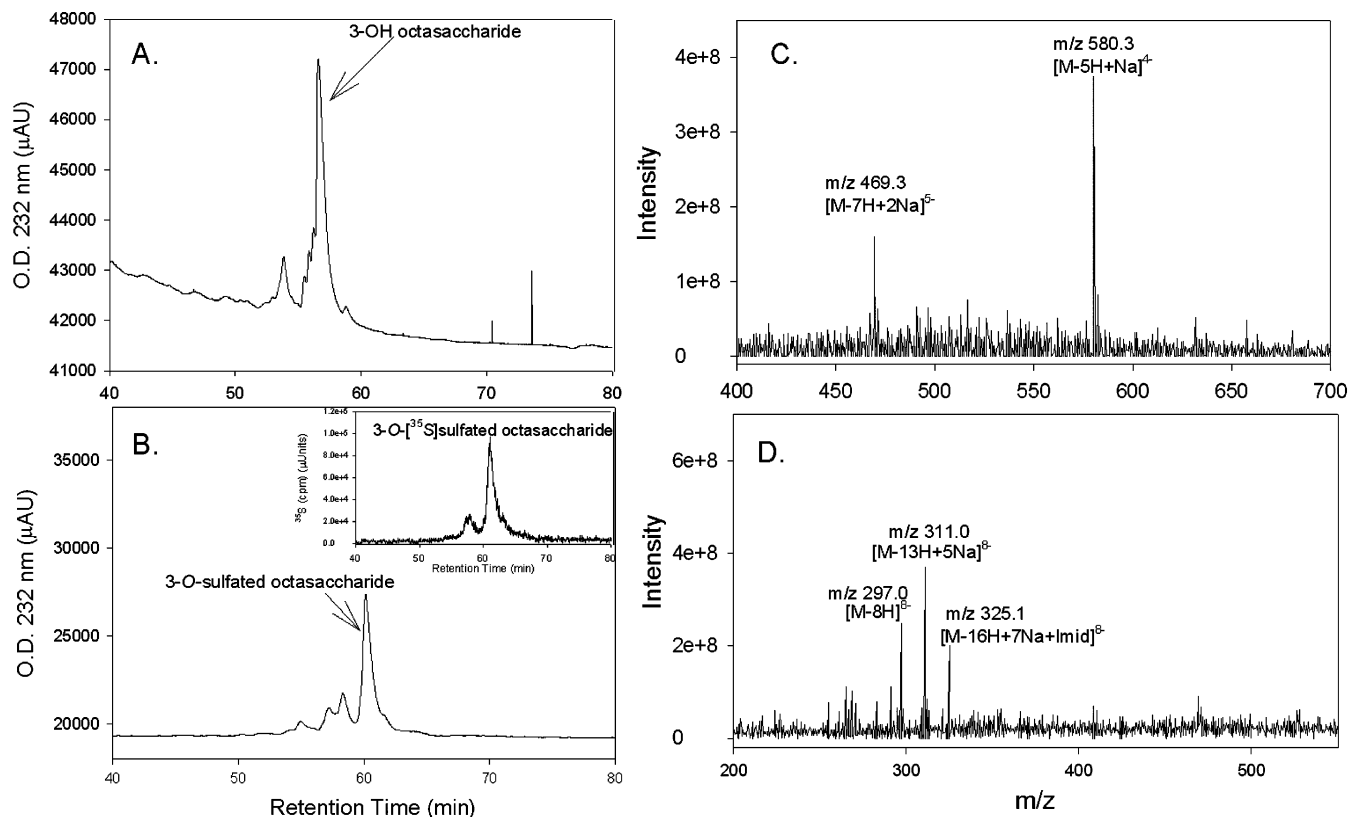 A.
3-OH octasaccharide
O.D. 232 nm (µAU)
48000
47000
46000
45000
44000
43000
42000
41000
40 50 60 70 80
B.
3-O-sulfated octasaccharide
O.D. 232 nm (µAU)
35000
30000
25000
20000
40 50 60 70 80
Retention Time (min)
3-O-[35S]sulfated octasaccharide
35S (cpm) (µUnits)
1.2e+5
1.0e+5
8.0e+4
6.0e+4
4.0e+4
2.0e+4
0.0
40 50 60 70 80
Retention Time (min)
C.
m/z 580.3
[M-5H+Na]4-
m/z 469.3
[M-7H+2Na]5-
Intensity
4e+8
3e+8
2e+8
1e+8
0
400 450 500 550 600 650 700
D.
m/z 311.0
[M-13H+5Na]8-
m/z 297.0
[M-8H]8-
m/z 325.1
[M-16H+7Na+Imid]8-
Intensity
6e+8
4e+8
2e+8
0
200 300 400 500
m/z